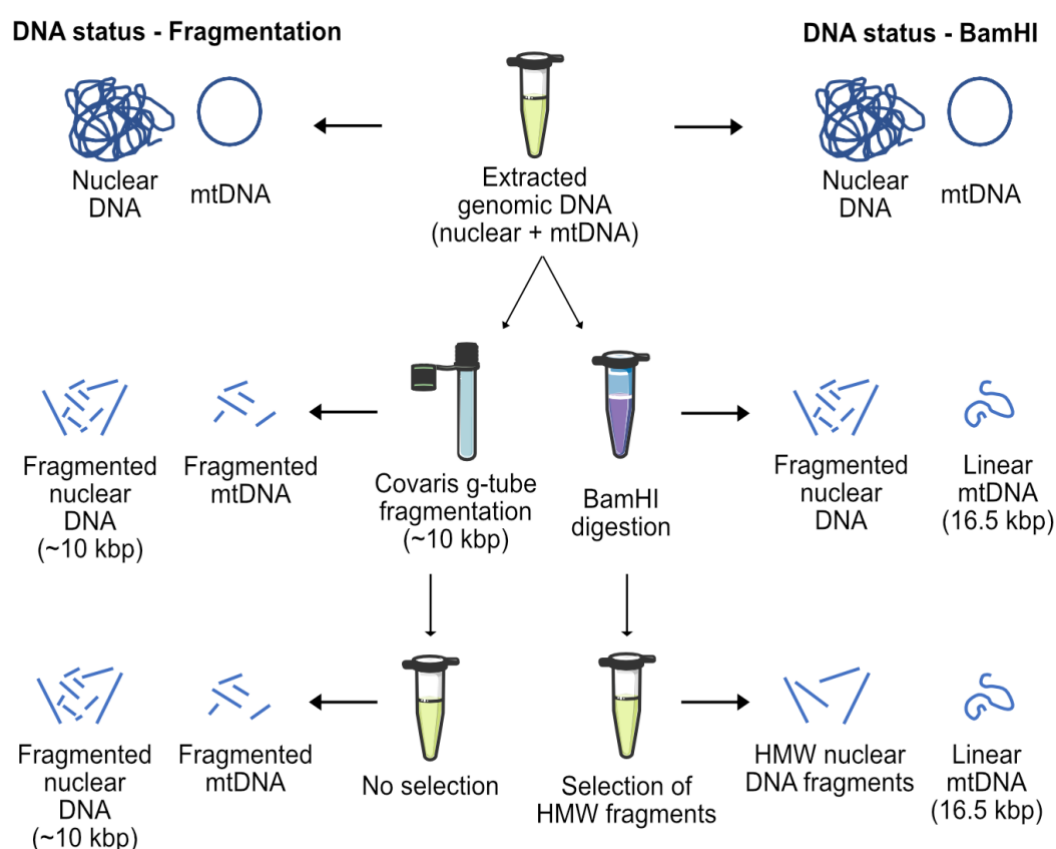 DNA status - Fragmentation
DNA status - BamHI
Nuclear
DNA
mtDNA
Extracted
genomic DNA
(nuclear + mtDNA)
Nuclear
DNA
mtDNA
Fragmented
nuclear
DNA
(~10 kbp)
Fragmented
mtDNA
Covaris g-tube
fragmentation
(~10 kbp)
BamHI
digestion
Fragmented
nuclear
DNA
Linear
mtDNA
(16.5 kbp)
Fragmented
nuclear
DNA
(~10 kbp)
Fragmented
mtDNA
No selection
Selection of
HMW fragments
HMW nuclear
DNA fragments
Linear
mtDNA
(16.5 kbp)